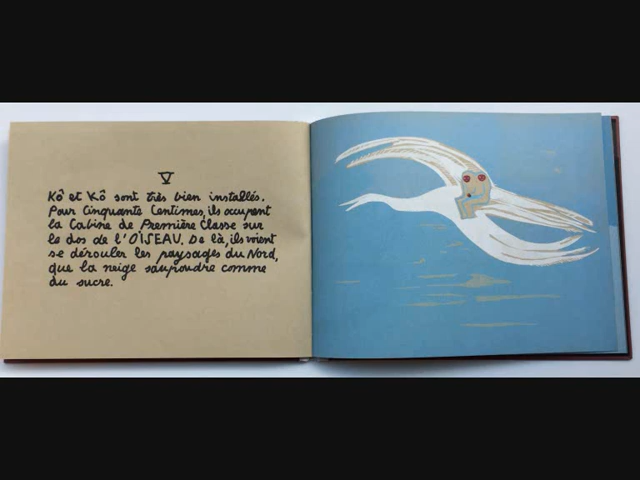 V
Kô et Kô sont très bien installés.
Pour Cinquante Centimes, ils occupent
la Cabine de Première Classe sur
le dos de l'OISEAU. De là, ils voient
se dérouler les paysages du Nord,
que la neige saupoudre comme
du sucre.